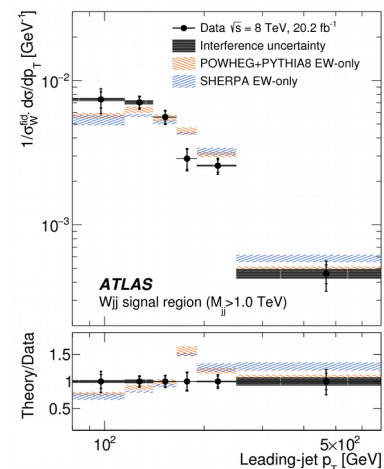 1/σ_W^fid. dσ/dp_T [GeV⁻¹]
Data √s = 8 TeV, 20.2 fb⁻¹
Interference uncertainty
POWHEG+PYTHIA8 EW-only
SHERPA EW-only
10⁻²
10⁻³
ATLAS
Wjj signal region (M_jj>1.0 TeV)
Theory/Data
1.5
1
0.5
10²
5×10²
Leading-jet p_T [GeV]